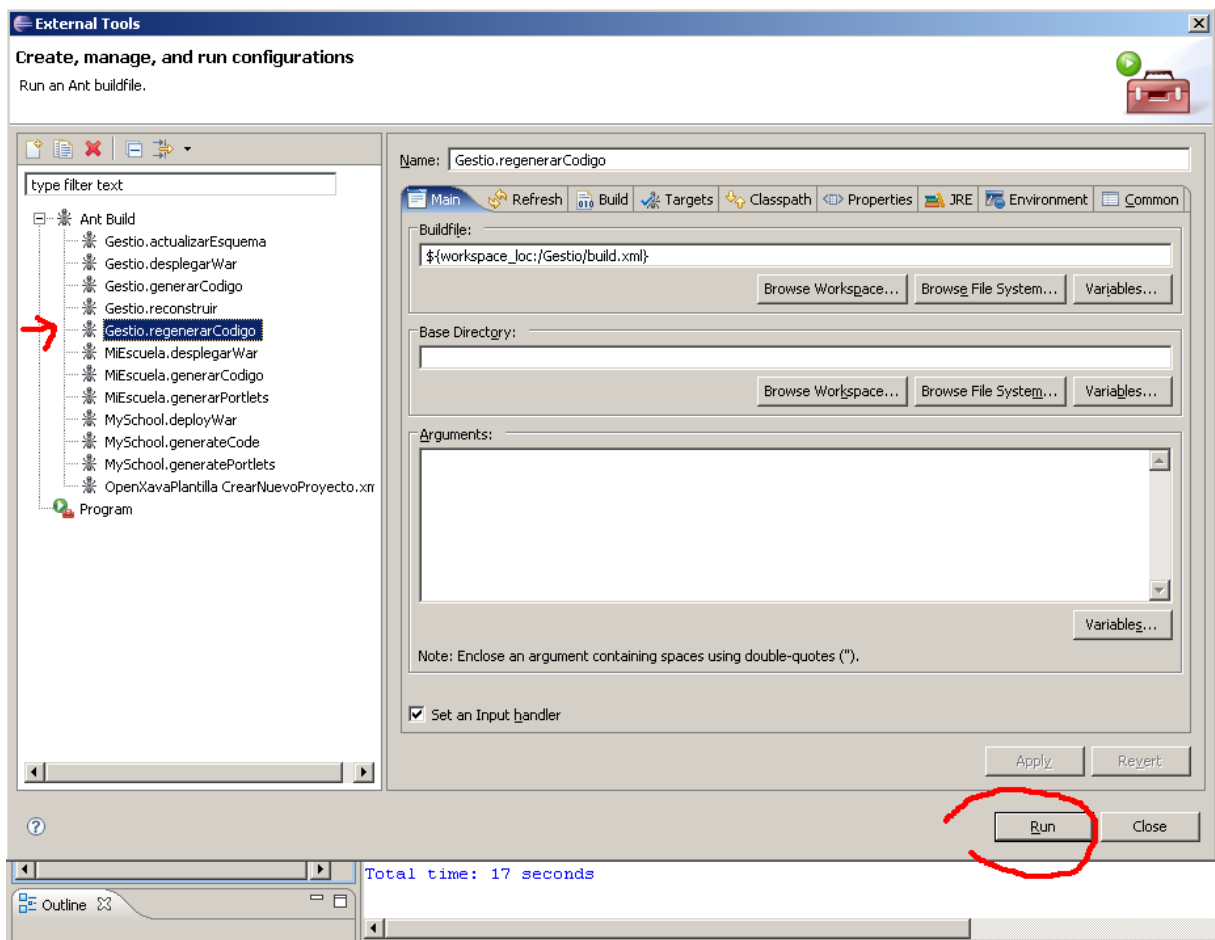 External Tools
Create, manage, and run configurations
Run an Ant buildfile.
type filter text
Ant Build
Gestio.actualizarEsquema
Gestio.desplegarWar
Gestio.generarCodigo
Gestio.reconstruir
Gestio.regenerarCodigo
MiEscuela.desplegarWar
MiEscuela.generarCodigo
MiEscuela.generarPortlets
MySchool.deployWar
MySchool.generateCode
MySchool.generatePortlets
OpenXavaPlantilla CrearNuevoProyecto.xm
Program
Name: Gestio.regenerarCodigo
Main Refresh Build Targets Classpath Properties JRE Environment Common
Buildfile:
${workspace_loc:/Gestio/build.xml}
Browse Workspace... Browse File System... Variables...
Base Directory:
Browse Workspace... Browse File System... Variables...
Arguments:
Variables...
Note: Enclose an argument containing spaces using double-quotes (").
Set an Input handler
Apply Revert
Run Close
Total time: 17 seconds
Outline